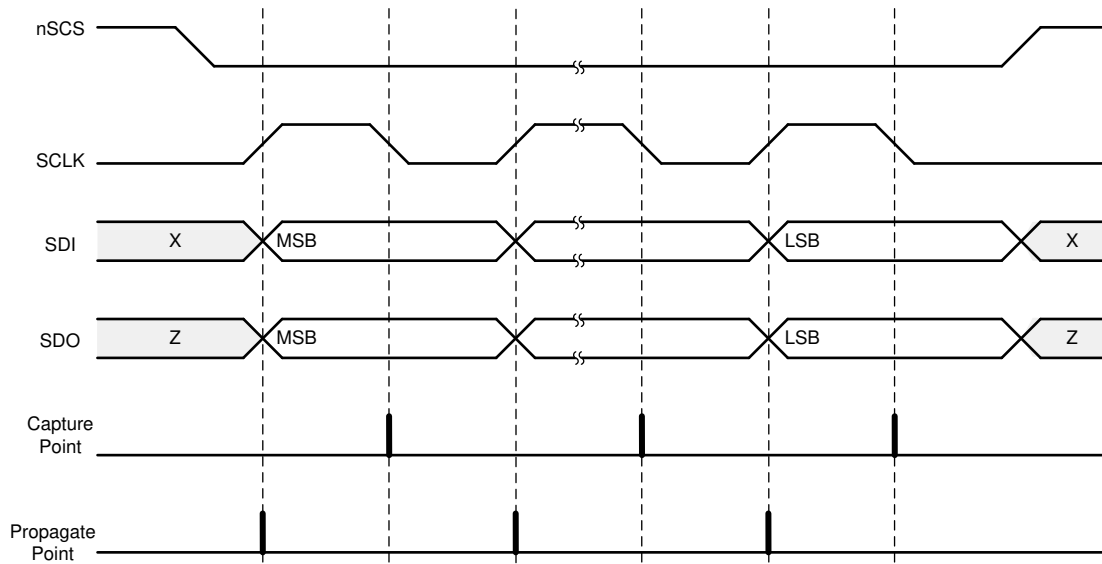 nSCS
SCLK
SDI
X
MSB
LSB
X
SDO
Z
MSB
LSB
Z
Capture
Point
Propagate
Point